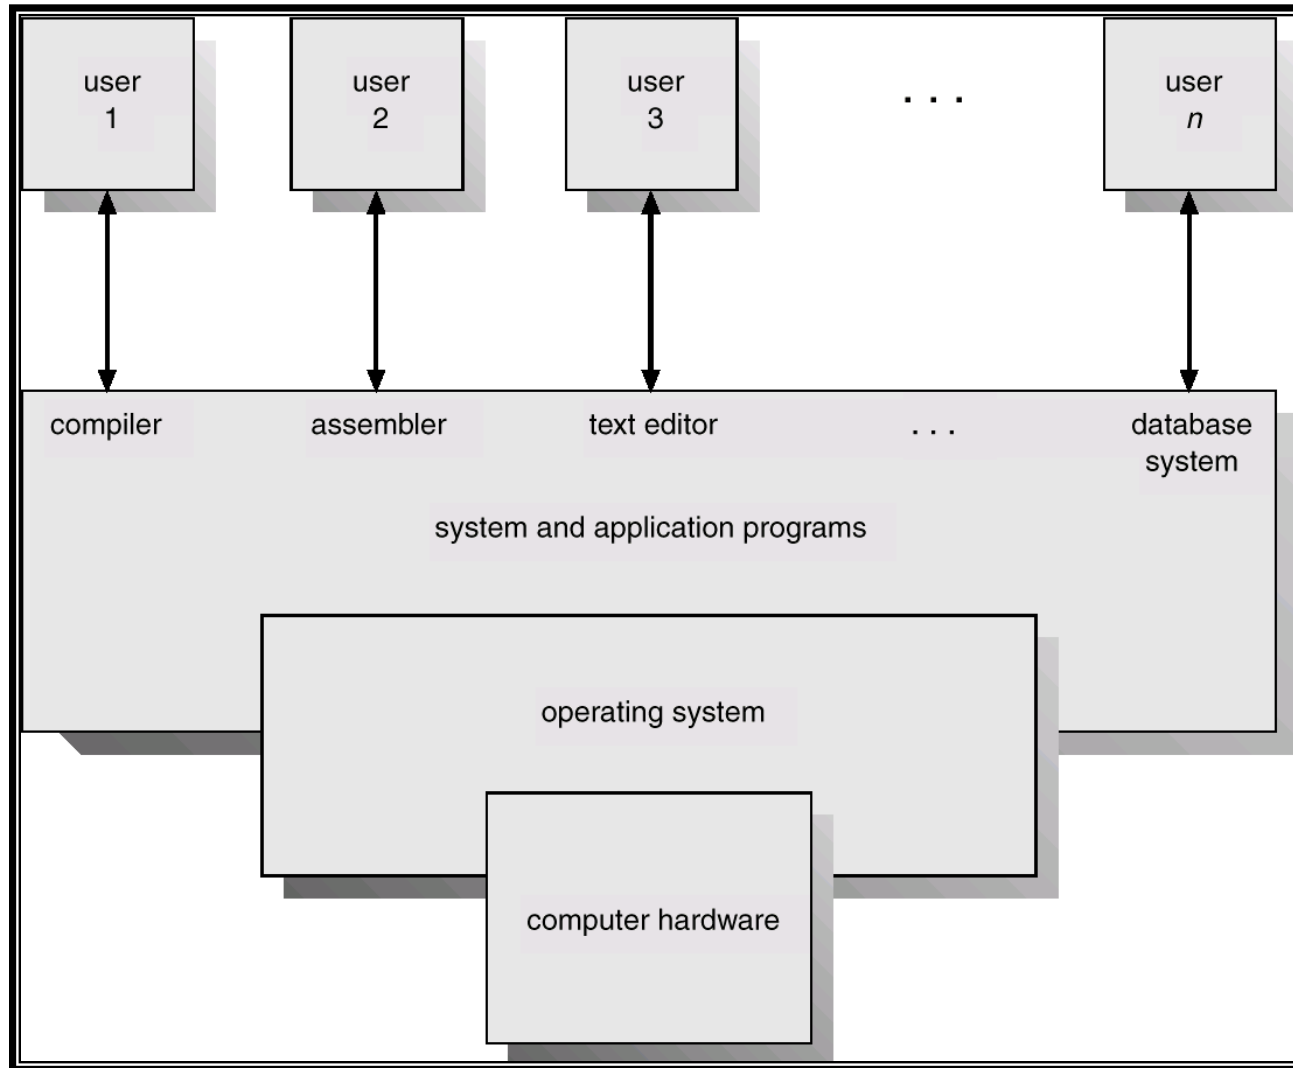 user
1
user
2
user
3
. . .
user
n
compiler
assembler
text editor
. . .
database
system
system and application programs
operating system
computer hardware